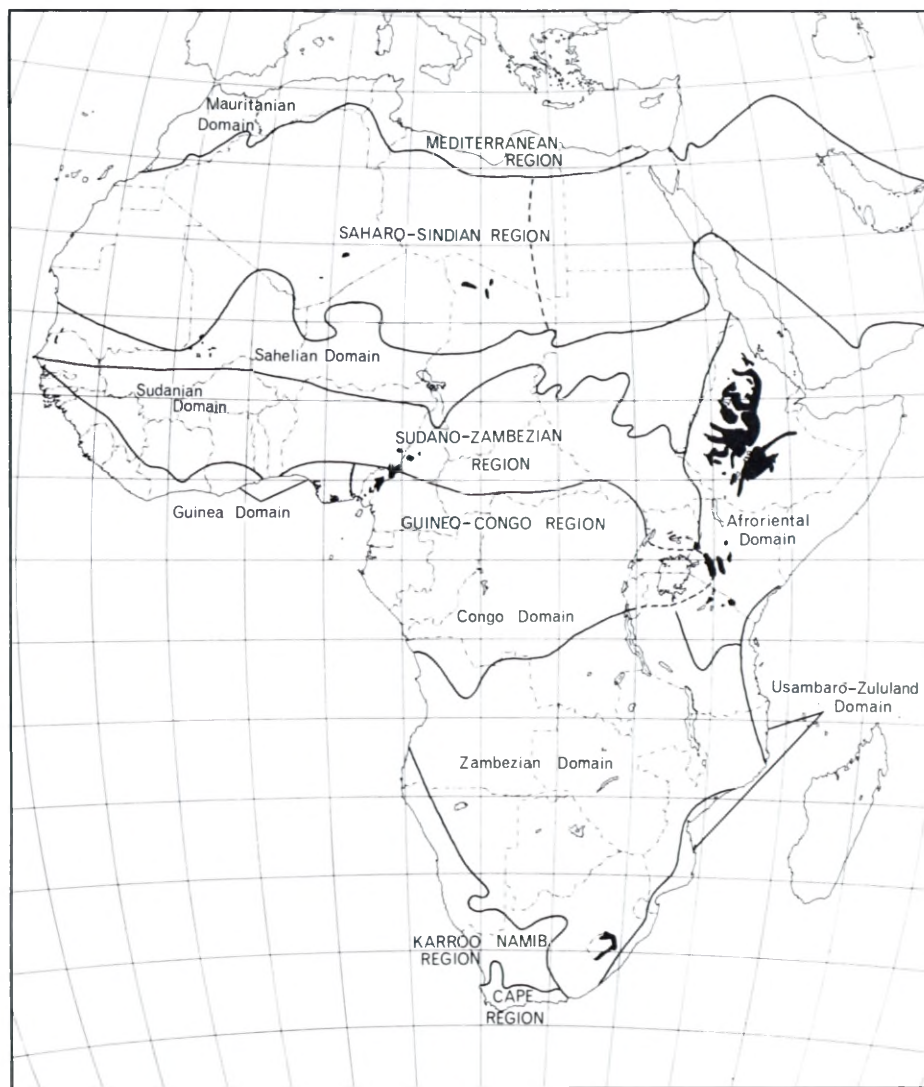 Mauritanian
Domain
MEDITERRANEAN
REGION
SAHARO-SINDIAN REGION
Sahelian Domain
Sudanian
Domain
SUDANO-ZAMBEZIAN
REGION
Guinea Domain
GUINEO-CONGO REGION
Afroriental
Domain
Congo Domain
Usambaro-Zululand
Domain
Zambezian Domain
KARROO NAMIB
REGION
CAPE
REGION